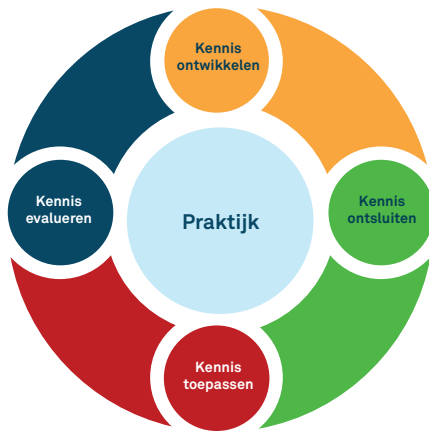 Kennis
ontwikkelen
Kennis
evalueren
Praktijk
Kennis
ontsluiten
Kennis
toepassen